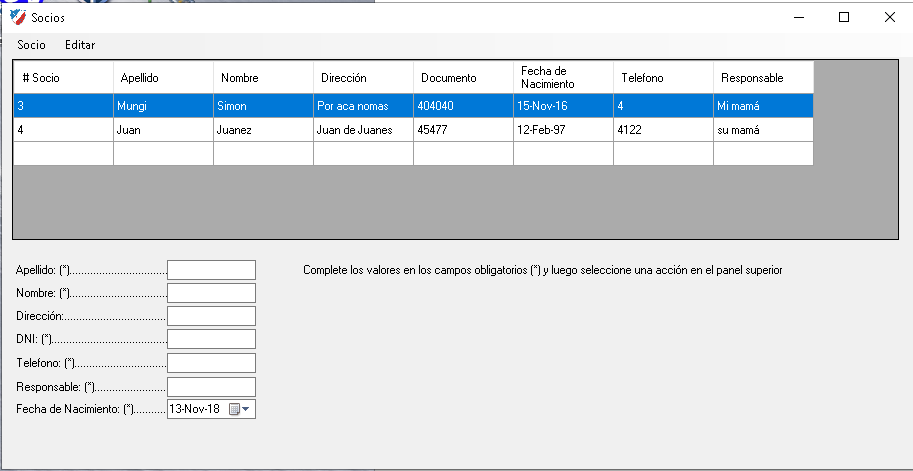 Socios
Socio Editar
# Socio Apellido Nombre Dirección Documento Fecha de Nacimiento Telefono Responsable
3 Mungi Simon Por aca nomas 404040 15-Nov-16 4 Mi mamá
4 Juan Juanez Juan de Juanes 45477 12-Feb-97 4122 su mamá
Apellido: (*)................................ Complete los valores en los campos obligatorios (*) y luego seleccione una acción en el panel superior
Nombre: (*)................................
Dirección:..................................
DNI: (*).......................................
Telefono: (*)...............................
Responsable: (*)........................
Fecha de Nacimiento: (*)........... 13-Nov-18